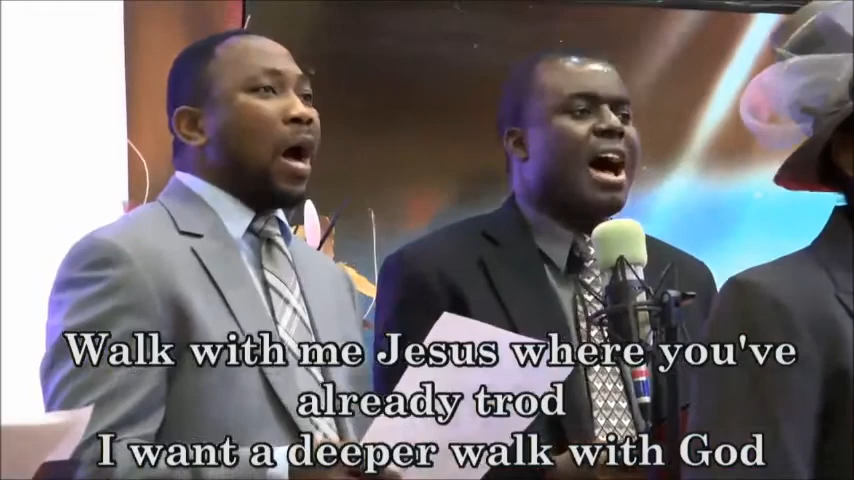 Walk with me Jesus where you've
already trod
I want a deeper walk with God